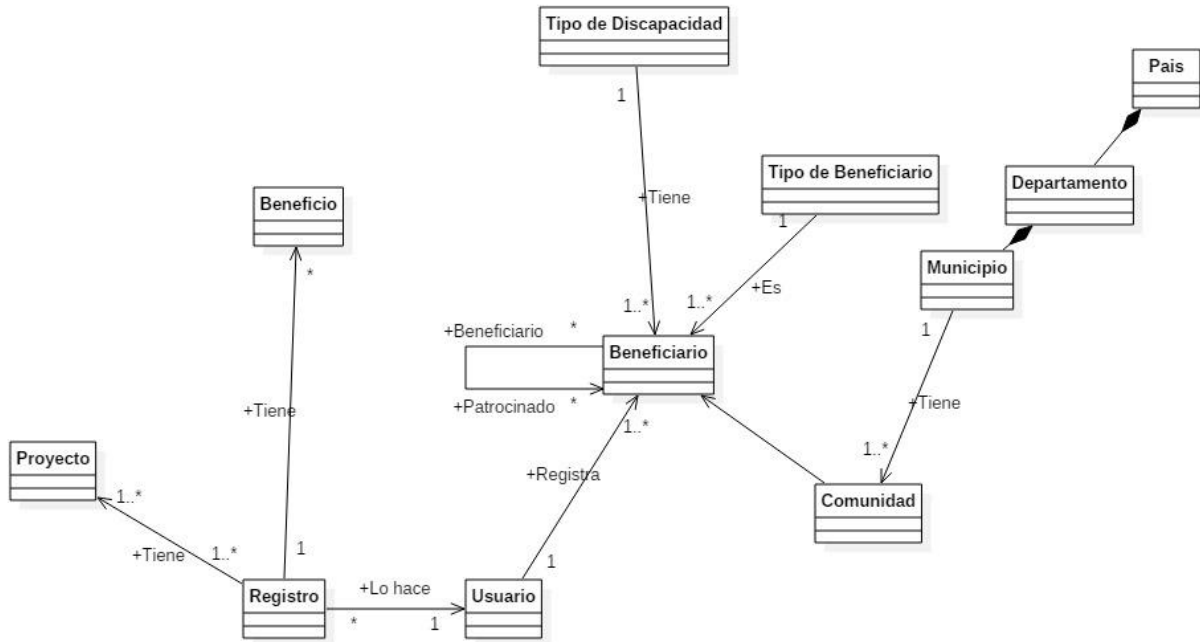 Tipo de Discapacidad
1
+Tiene
1..*
Pais
Departamento
Tipo de Beneficiario
1
+Es
1..*
Municipio
1
+Tiene
1..*
Comunidad
Beneficio
*
+Tiene
1
+Beneficiario
*
Beneficiario
+Patrocinado
*
1..*
+Registra
1
Proyecto
1..*
+Tiene
1..*
Registro
+Lo hace
*
1
Usuario